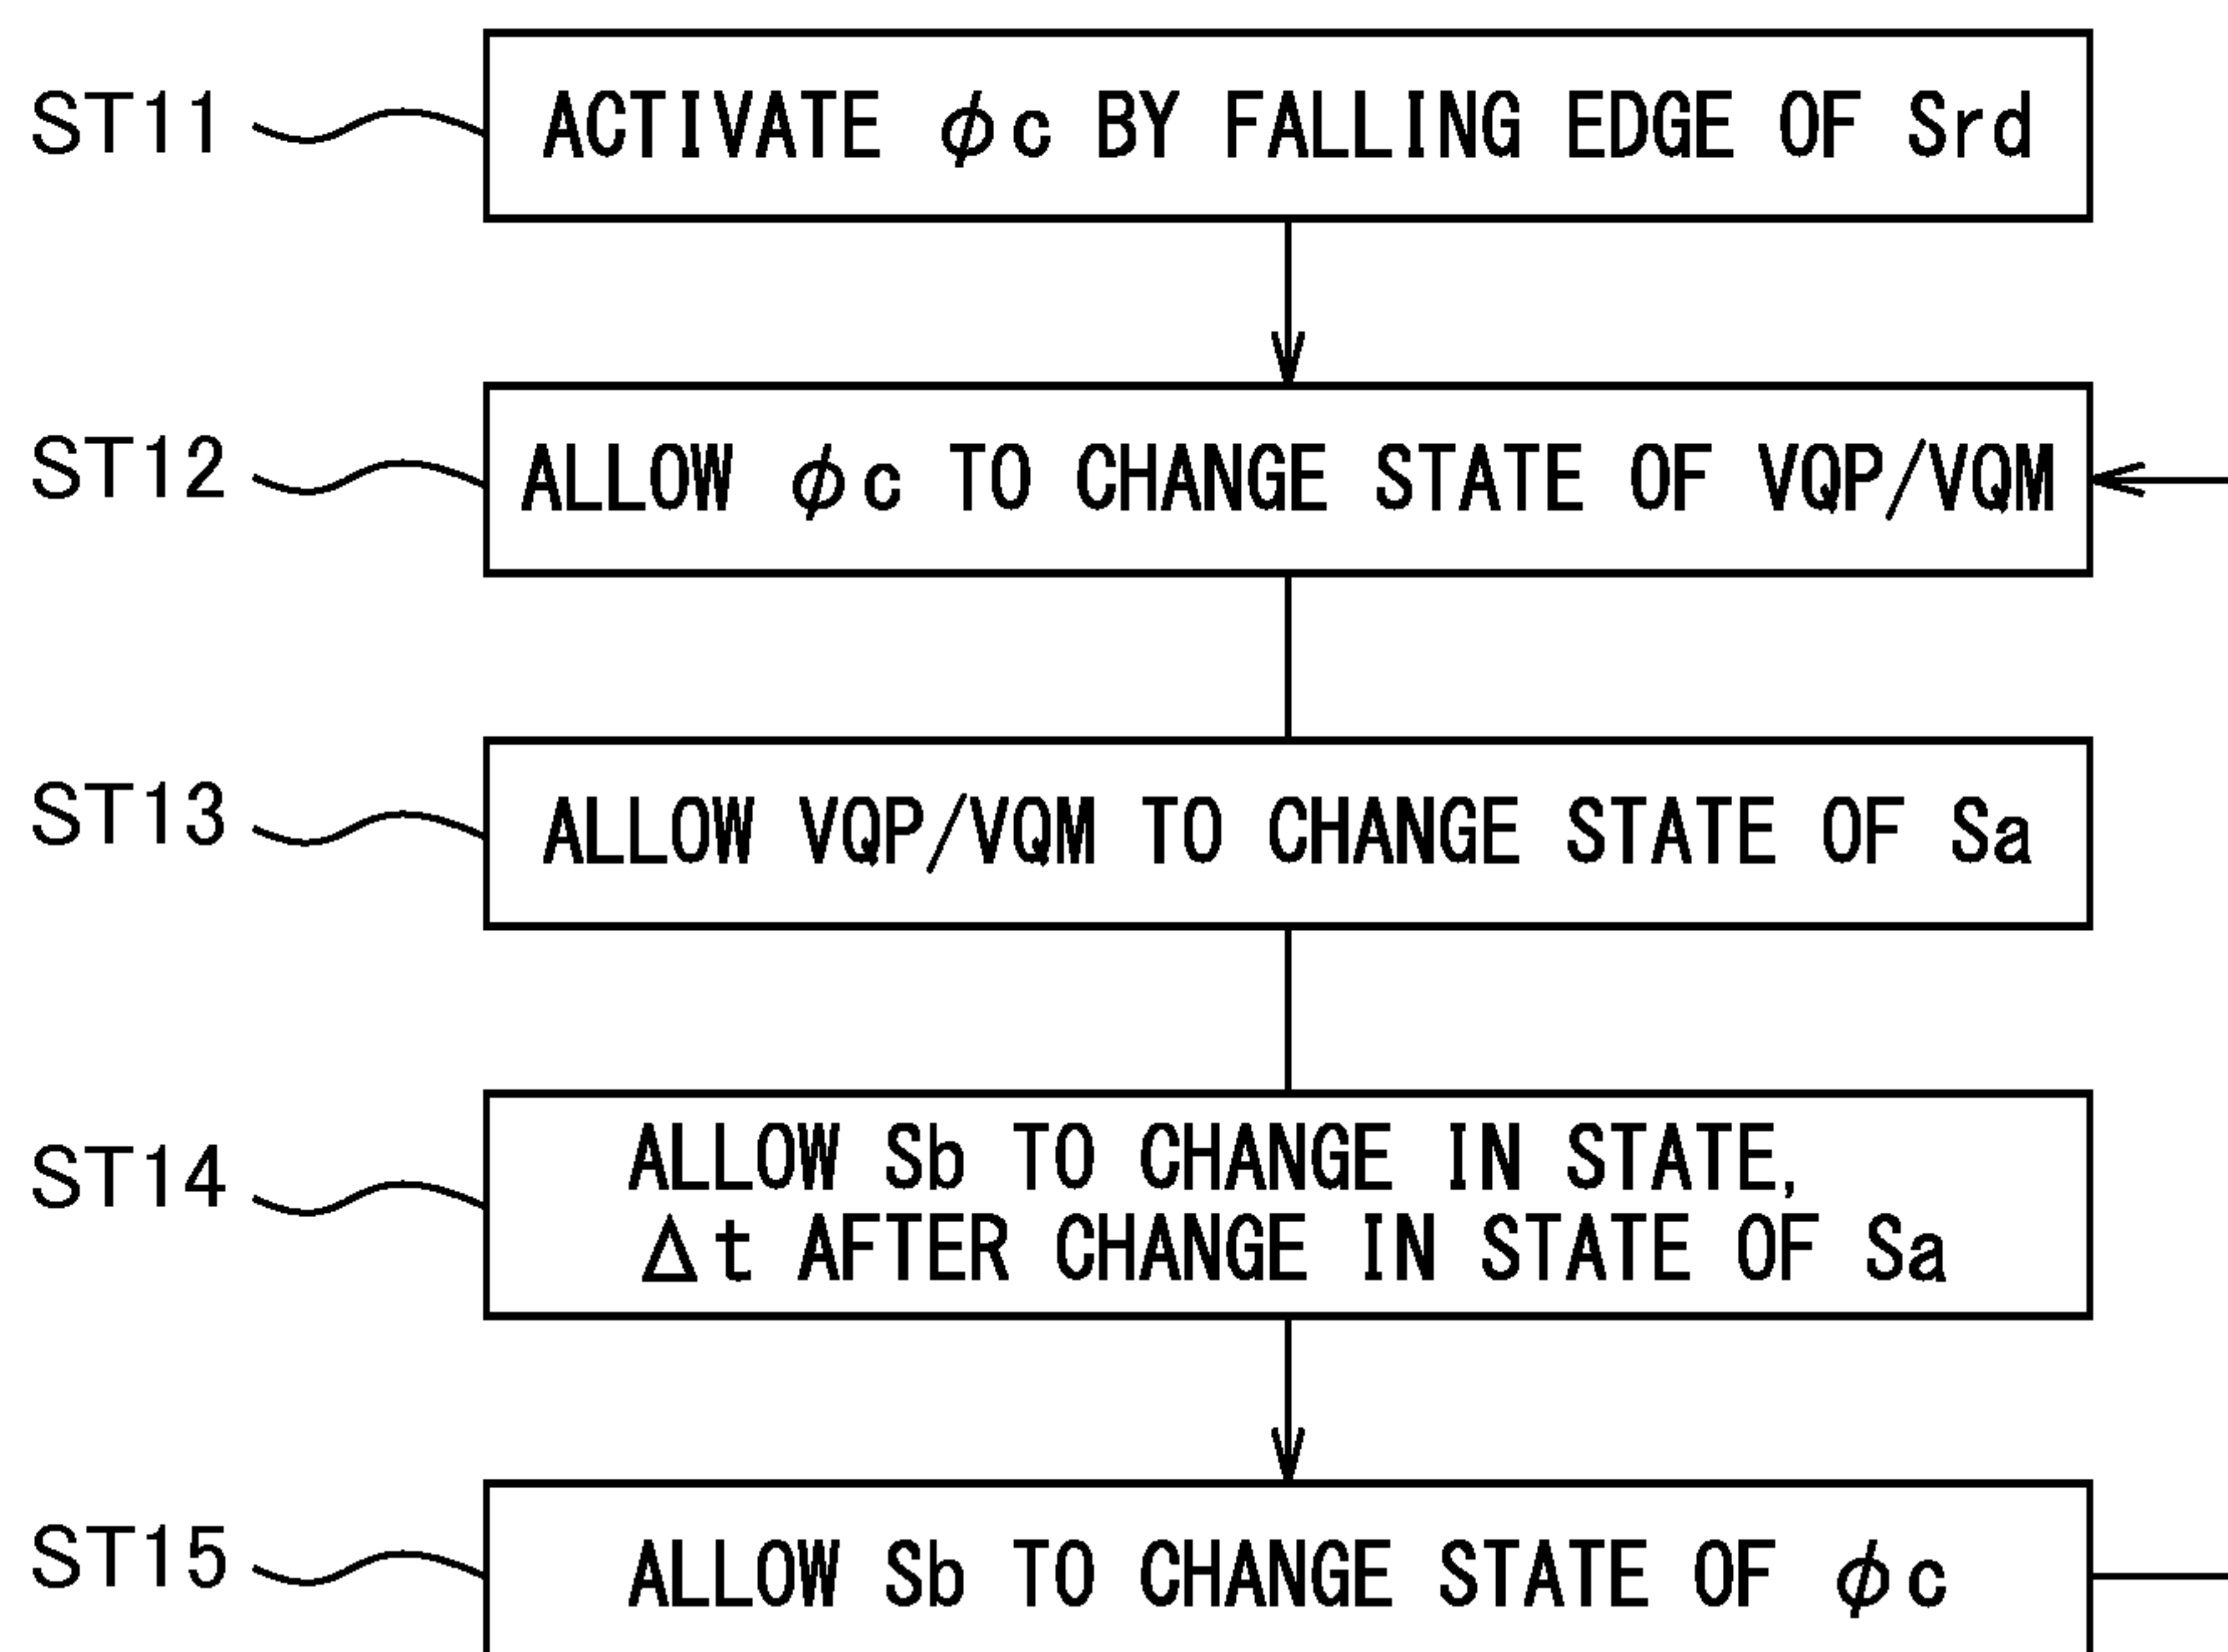 ST11
ACTIVATE ϕc BY FALLING EDGE OF Srd
ST12
ALLOW ϕc TO CHANGE STATE OF VQP/VQM
ST13
ALLOW VQP/VQM TO CHANGE STATE OF Sa
ST14
ALLOW Sb TO CHANGE IN STATE,
Δt AFTER CHANGE IN STATE OF Sa
ST15
ALLOW Sb TO CHANGE STATE OF ϕc